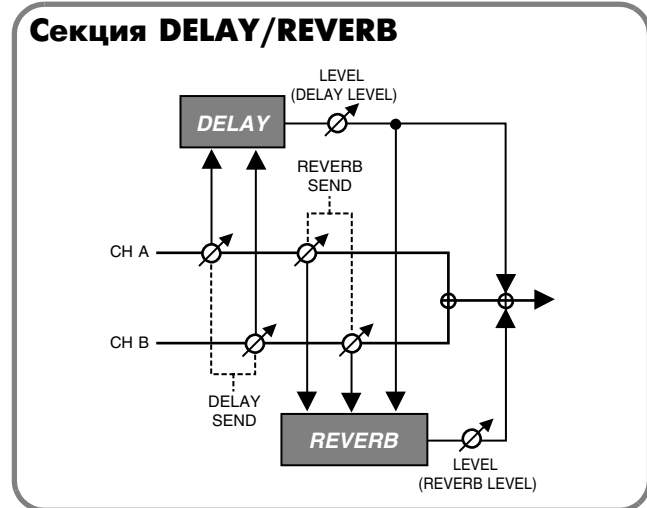 Секция DELAY/REVERB
LEVEL
(DELAY LEVEL)
DELAY
REVERB
SEND
CH A
CH B
DELAY
SEND
REVERB
LEVEL
(REVERB LEVEL)